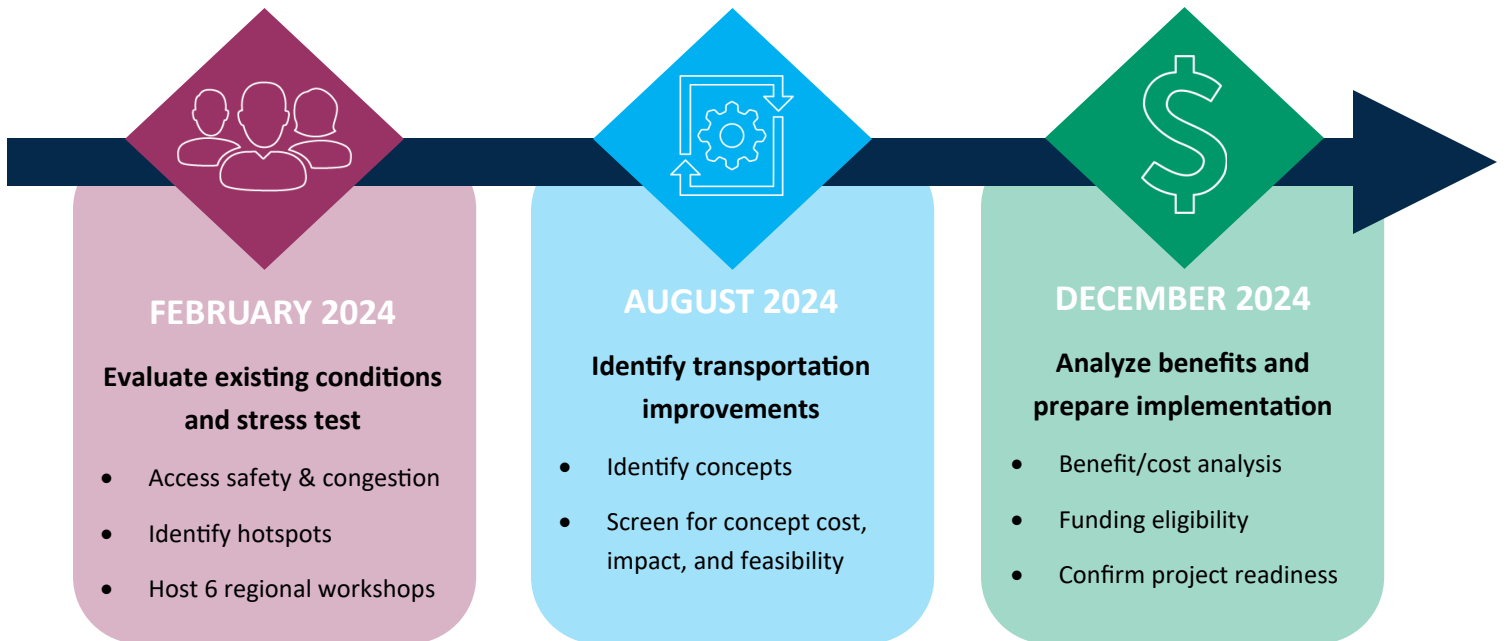 FEBRUARY 2024
Evaluate existing conditions
and stress test
• Access safety & congestion
• Identify hotspots
• Host 6 regional workshops
AUGUST 2024
Identify transportation
improvements
• Identify concepts
• Screen for concept cost,
impact, and feasibility
DECEMBER 2024
Analyze benefits and
prepare implementation
• Benefit/cost analysis
• Funding eligibility
• Confirm project readiness